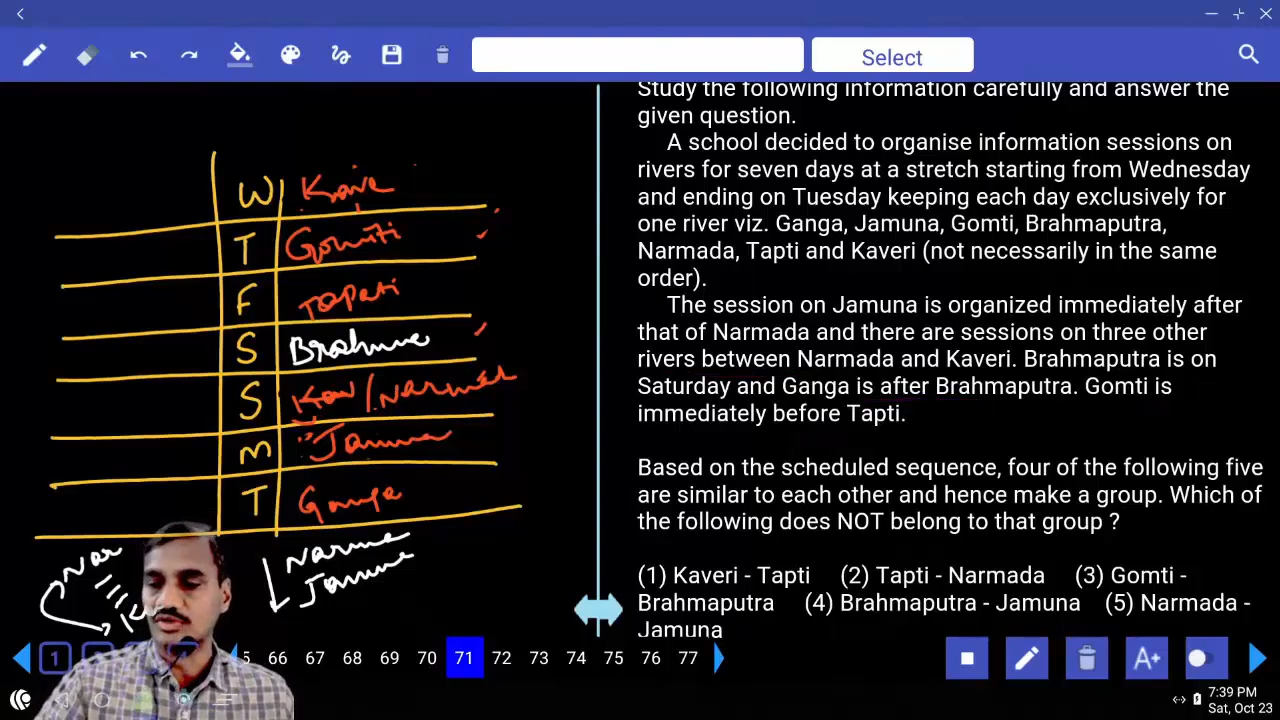 Select
Study the following information carefully and answer the
given question.
A school decided to organise information sessions on
rivers for seven days at a stretch starting from Wednesday
and ending on Tuesday keeping each day exclusively for
one river viz. Ganga, Jamuna, Gomti, Brahmaputra,
Narmada, Tapti and Kaveri (not necessarily in the same
order).
The session on Jamuna is organized immediately after
that of Narmada and there are sessions on three other
rivers between Narmada and Kaveri. Brahmaputra is on
Saturday and Ganga is after Brahmaputra. Gomti is
immediately before Tapti.
Based on the scheduled sequence, four of the following five
are similar to each other and hence make a group. Which of
the following does NOT belong to that group ?
(1) Kaveri - Tapti (2) Tapti - Narmada (3) Gomti -
Brahmaputra (4) Brahmaputra - Jamuna (5) Narmada -
Jamuna
W
T Gomiti
F Tapati
S
S
M Jamuna
T
Nar
1
5 66 67 68 69 70 71 72 73 74 75 76 77
A+
7:39 PM
Sat, Oct 23